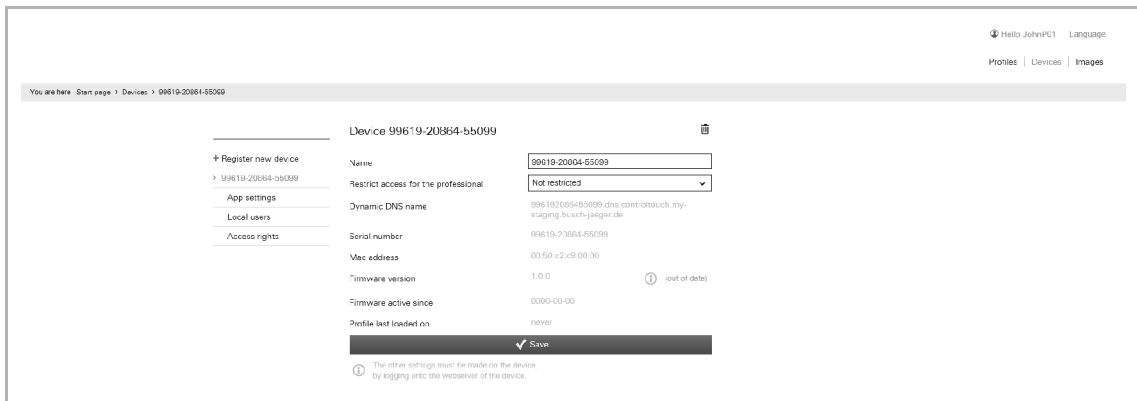 Hello JohnP01 Language
Profiles | Devices | Images
You are here Start page › Devices › 99619-20864-55099
Device 99619-20864-55099
+ Register new device
› 99619-20864-55099
App settings
Local users
Access rights
Name 99619-20864-55099
Restrict access for the professional Not restricted
Dynamic DNS name 996192086455099.dns.controltouch.my-
staging.busch-jaeger.de
Serial number 99619-20864-55099
Mac address 00:50:c2:c9:00:00
Firmware version 1.0.0 (out of date)
Firmware active since 0000-00-00
Profile last loaded on never
Save
The other settings must be made on the device
by logging onto the webserver of the device.